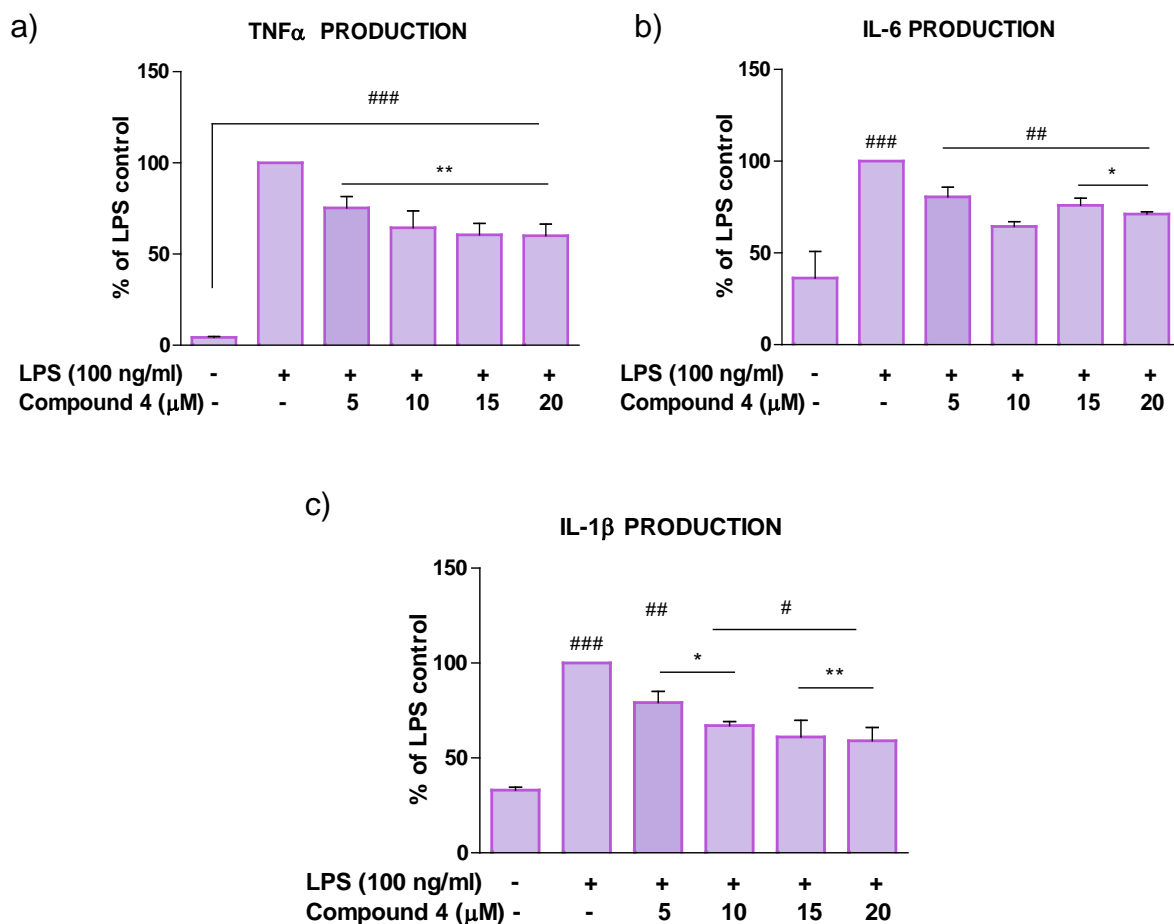 a)
TNFα PRODUCTION
% of LPS control
150
100
50
0
###
**
LPS (100 ng/ml) - + + + + +
Compound 4 (μM) - - 5 10 15 20
b)
IL-6 PRODUCTION
% of LPS control
150
100
50
0
###
##
*
LPS (100 ng/ml) - + + + + +
Compound 4 (μM) - - 5 10 15 20
c)
IL-1β PRODUCTION
% of LPS control
150
100
50
0
###
##
#
*
**
LPS (100 ng/ml) - + + + + +
Compound 4 (μM) - - 5 10 15 20